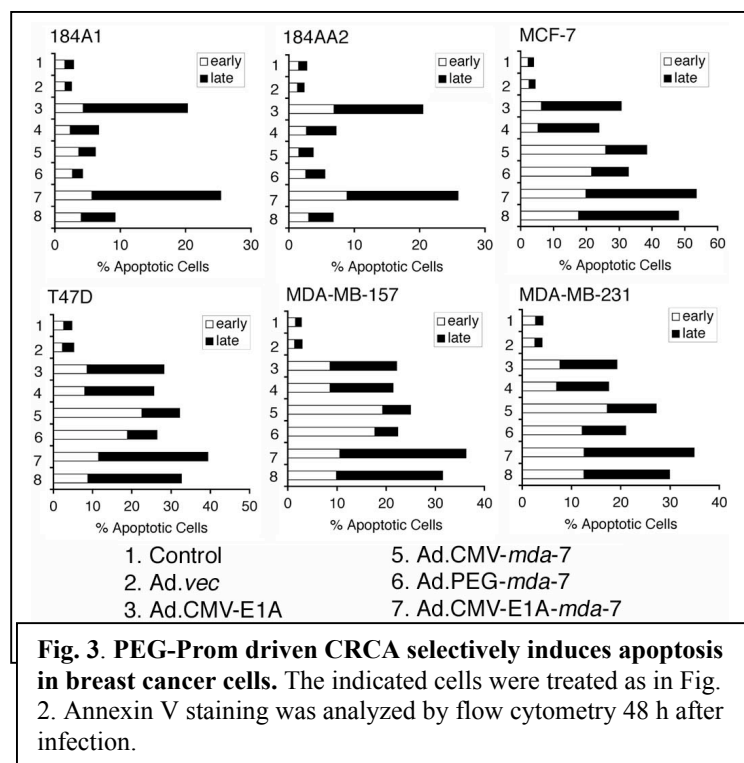 184A1
early
late
1
2
3
4
5
6
7
8
0 10 20 30
% Apoptotic Cells
184AA2
early
late
1
2
3
4
5
6
7
8
0 10 20 30
% Apoptotic Cells
MCF-7
early
late
1
2
3
4
5
6
7
8
0 10 20 30 40 50 60
% Apoptotic Cells
T47D
early
late
1
2
3
4
5
6
7
8
0 10 20 30 40 50
% Apoptotic Cells
MDA-MB-157
early
late
1
2
3
4
5
6
7
8
0 10 20 30 40
% Apoptotic Cells
MDA-MB-231
early
late
1
2
3
4
5
6
7
8
0 10 20 30 40
% Apoptotic Cells
1. Control
2. Ad.vec
3. Ad.CMV-E1A
5. Ad.CMV-mda-7
6. Ad.PEG-mda-7
7. Ad.CMV-E1A-mda-7
Fig. 3. PEG-Prom driven CRCA selectively induces apoptosis
in breast cancer cells. The indicated cells were treated as in Fig.
2. Annexin V staining was analyzed by flow cytometry 48 h after
infection.